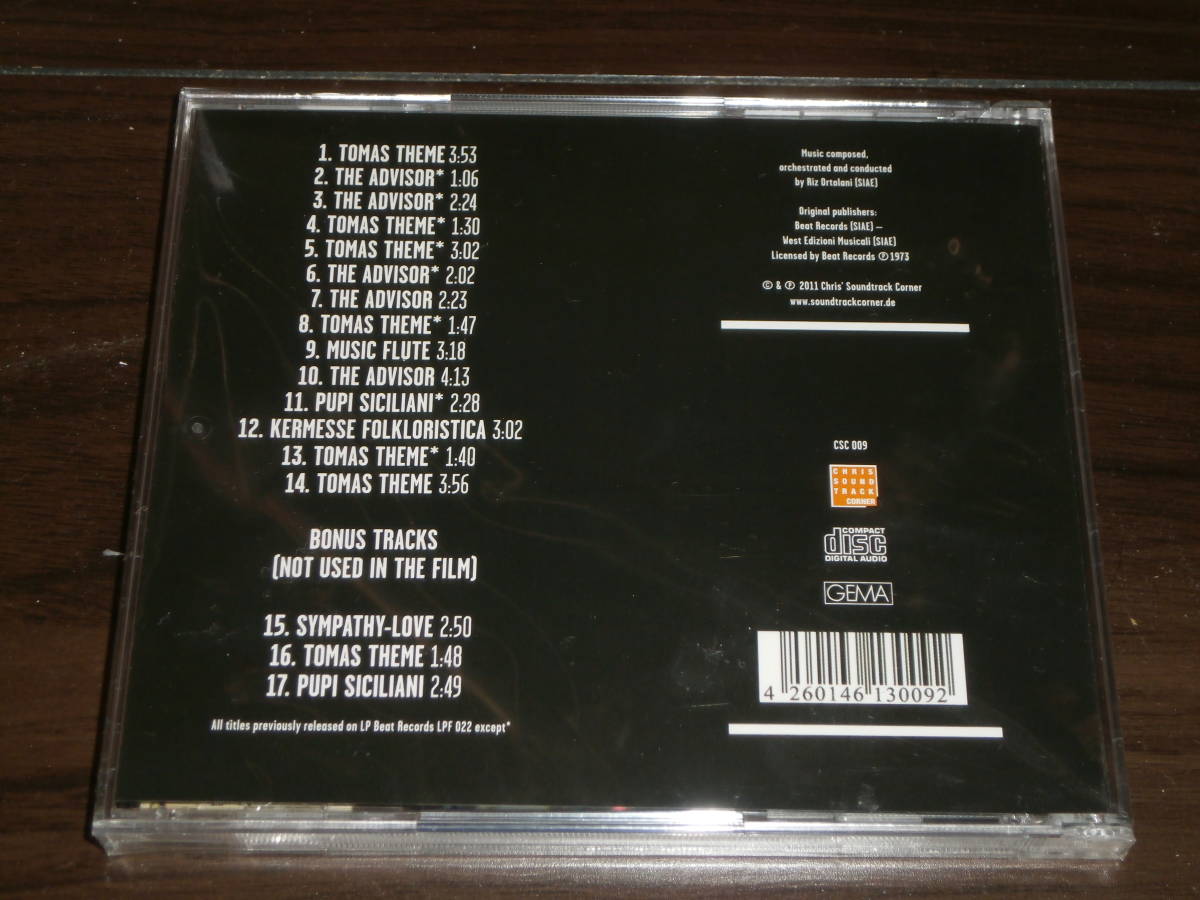 1. TOMAS THEME 3:53
2. THE ADVISOR* 1:06
3. THE ADVISOR* 2:24
4. TOMAS THEME* 1:30
5. TOMAS THEME* 3:02
6. THE ADVISOR* 2:02
7. THE ADVISOR 2:23
8. TOMAS THEME* 1:47
9. MUSIC FLUTE 3:18
10. THE ADVISOR 4:13
11. PUPI SICILIANI* 2:28
12. KERMESSE FOLKLORISTICA 3:02
13. TOMAS THEME* 1:40
14. TOMAS THEME 3:56
BONUS TRACKS
(NOT USED IN THE FILM)
15. SYMPATHY-LOVE 2:50
16. TOMAS THEME 1:48
17. PUPI SICILIANI 2:49
All titles previously released on LP Beat Records LPF 022 except*
Music composed,
orchestrated and conducted
by Riz Ortolani (SIAE)
Original publishers:
Beat Records (SIAE) –
West Edizioni Musicali (SIAE)
Licensed by Beat Records ℗ 1973
© & ℗ 2011 Chris' Soundtrack Corner
www.soundtrackcorner.de
CSC 009
CHRIS
SOUND
TRACK
CORNER
COMPACT
disc
DIGITAL AUDIO
GEMA
4 260146 130092